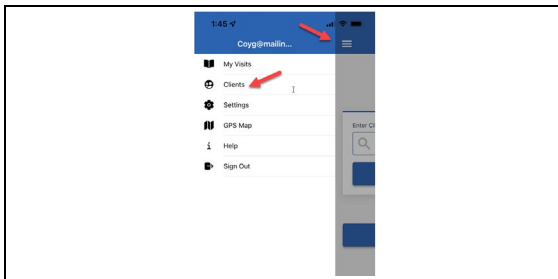 1:45
Coyg@mailin...
My Visits
Clients
Settings
GPS Map
Help
Sign Out
Enter Cl